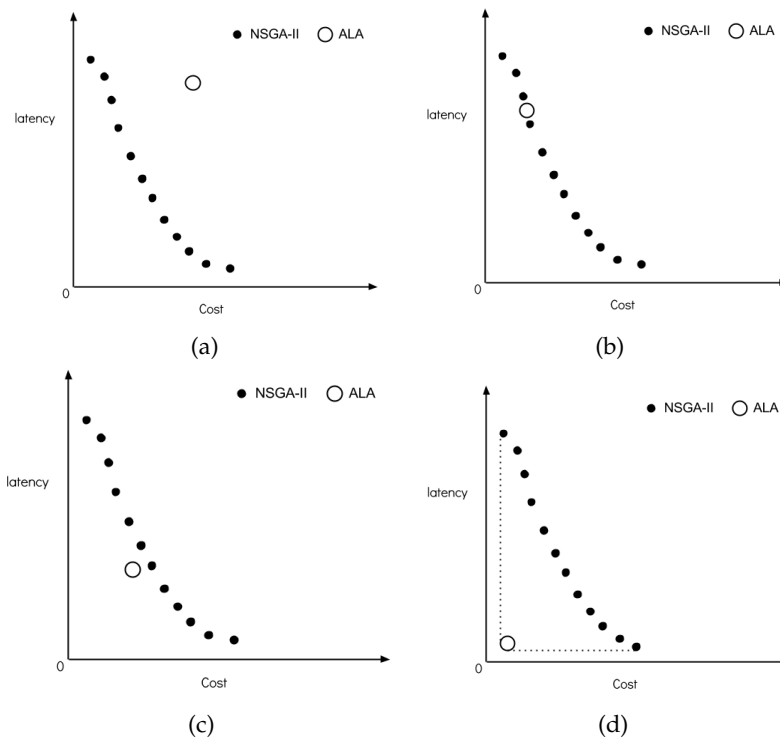 NSGA-II ALA
latency
0
Cost
(a)
NSGA-II ALA
latency
0
Cost
(b)
NSGA-II ALA
latency
0
Cost
(c)
NSGA-II ALA
latency
0
Cost
(d)